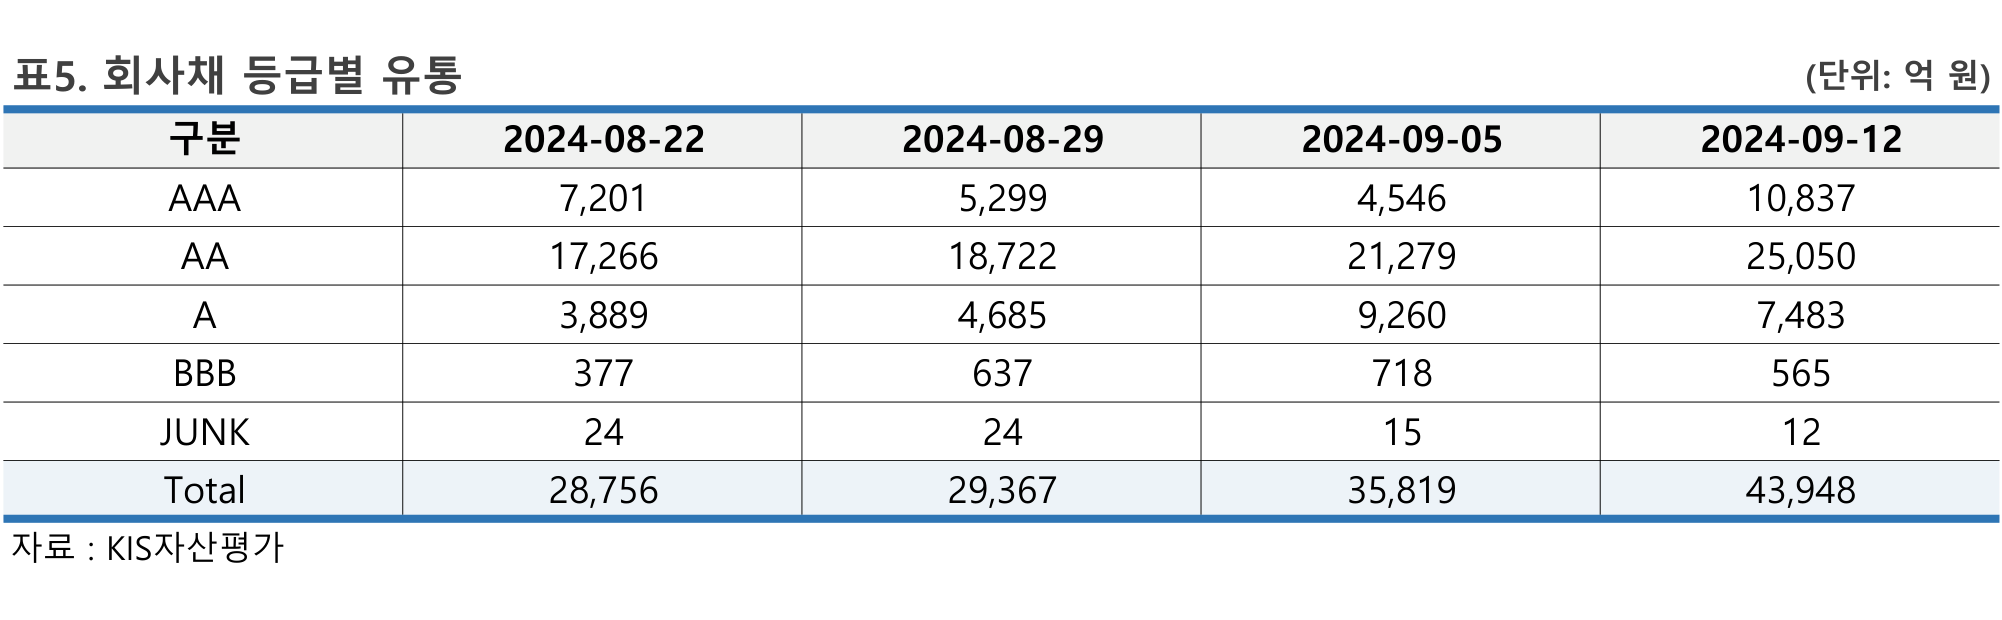 표5. 회사채 등급별 유통 (단위: 억 원)
구분 2024-08-22 2024-08-29 2024-09-05 2024-09-12
AAA 7,201 5,299 4,546 10,837
AA 17,266 18,722 21,279 25,050
A 3,889 4,685 9,260 7,483
BBB 377 637 718 565
JUNK 24 24 15 12
Total 28,756 29,367 35,819 43,948
자료 : KIS자산평가